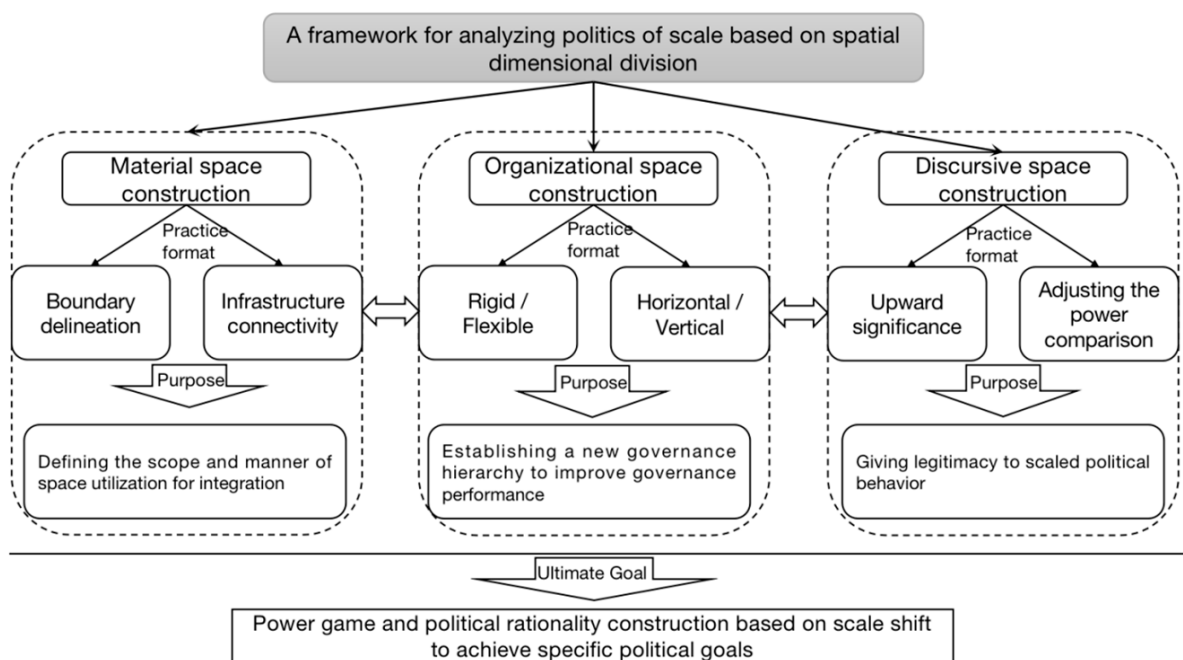 A framework for analyzing politics of scale based on spatial
dimensional division
Material space
construction
Practice
format
Boundary
delineation
Infrastructure
connectivity
Purpose
Defining the scope and manner of
space utilization for integration
Organizational space
construction
Practice
format
Rigid /
Flexible
Horizontal /
Vertical
Purpose
Establishing a new governance
hierarchy to improve governance
performance
Discursive space
construction
Practice
format
Upward
significance
Adjusting the
power
comparison
Purpose
Giving legitimacy to scaled political
behavior
Ultimate Goal
Power game and political rationality construction based on scale shift
to achieve specific political goals